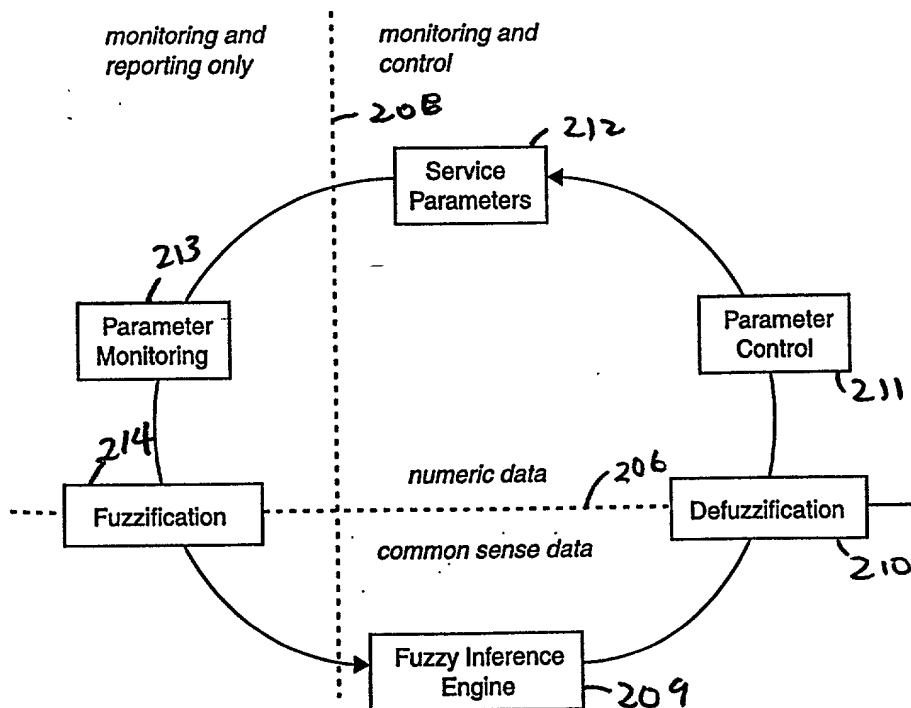 monitoring and
reporting only
monitoring and
control
208
212
Service
Parameters
213
Parameter
Monitoring
Parameter
Control
211
214
Fuzzification
numeric data
206
Defuzzification
common sense data
210
Fuzzy Inference
Engine
209